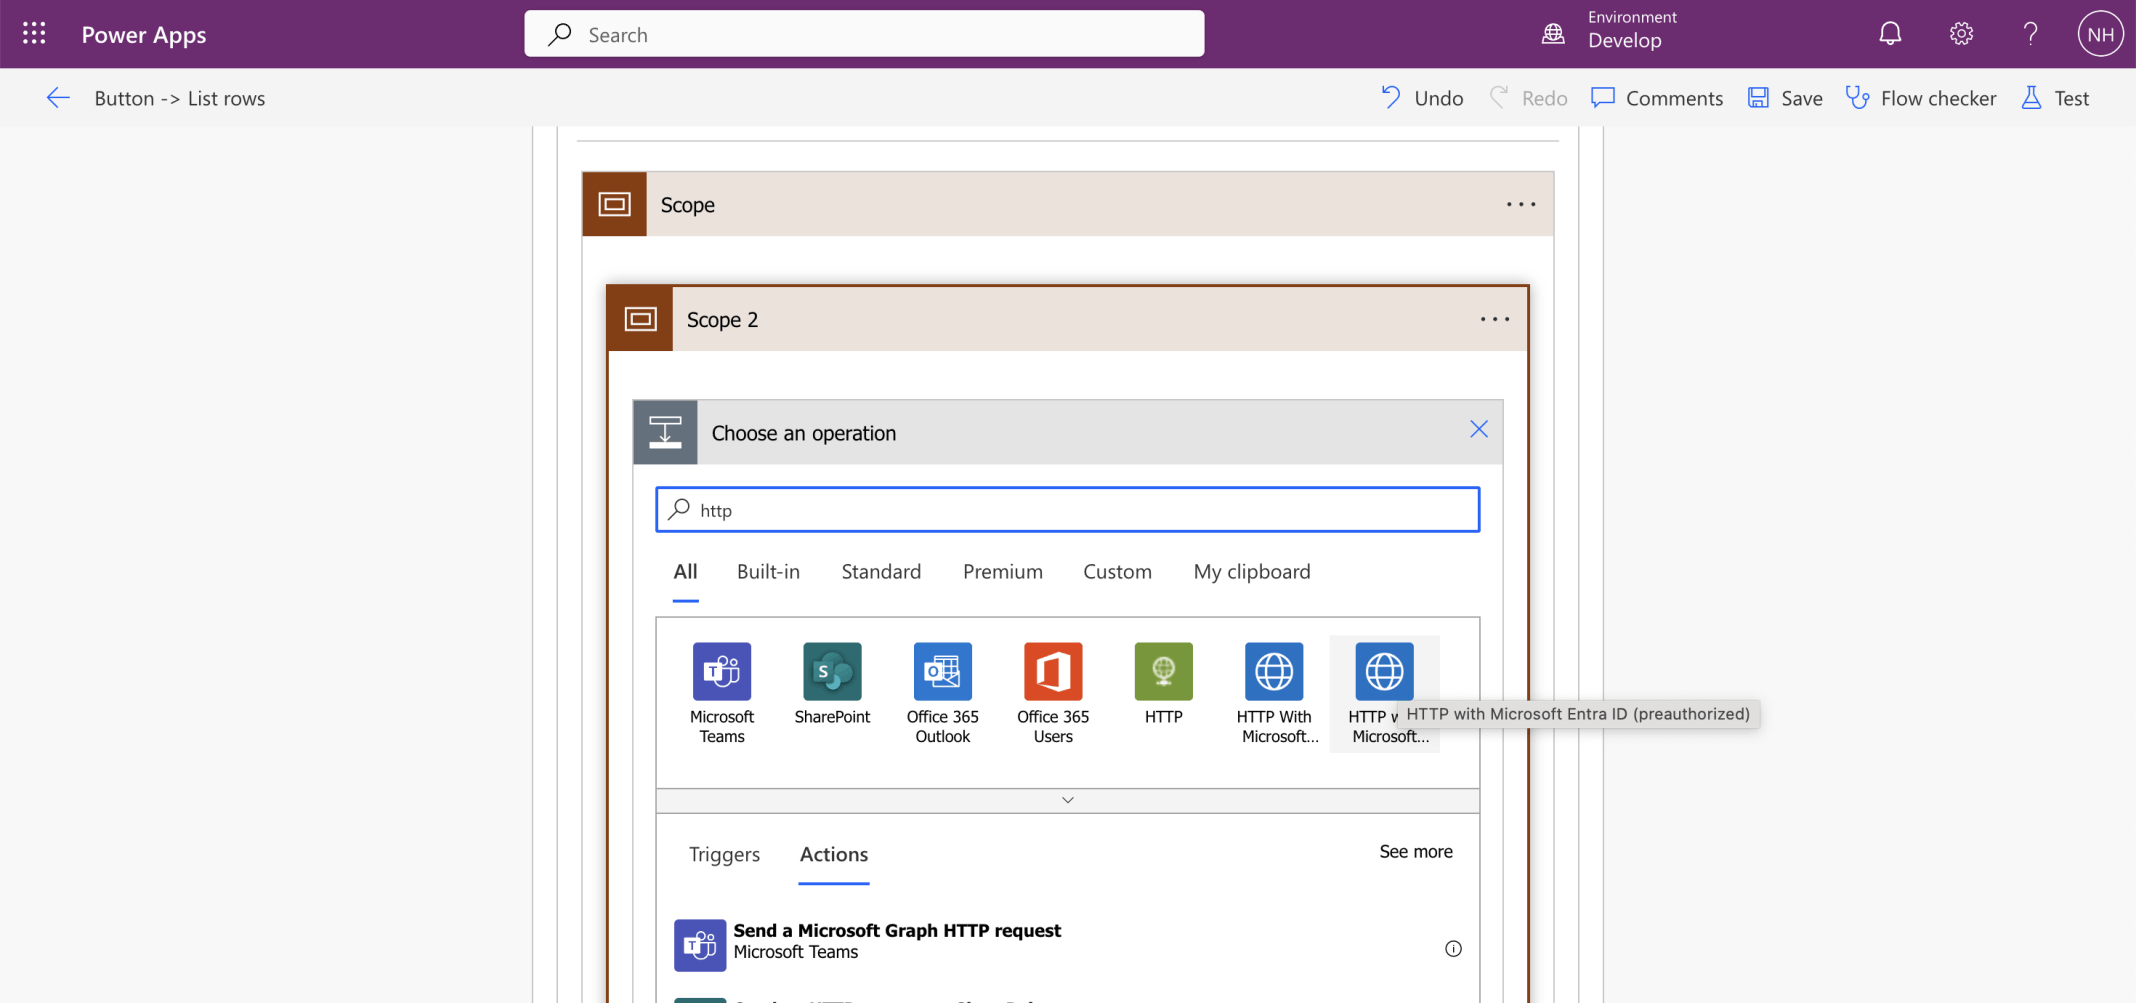 Power Apps
Search
Environment
Develop
NH
Button -> List rows
Undo
Redo
Comments
Save
Flow checker
Test
Scope
Scope 2
Choose an operation
http
All
Built-in
Standard
Premium
Custom
My clipboard
Microsoft
Teams
SharePoint
Office 365
Outlook
Office 365
Users
HTTP
HTTP With
Microsoft...
HTTP w
Microsoft...
HTTP with Microsoft Entra ID (preauthorized)
Triggers
Actions
See more
Send a Microsoft Graph HTTP request
Microsoft Teams